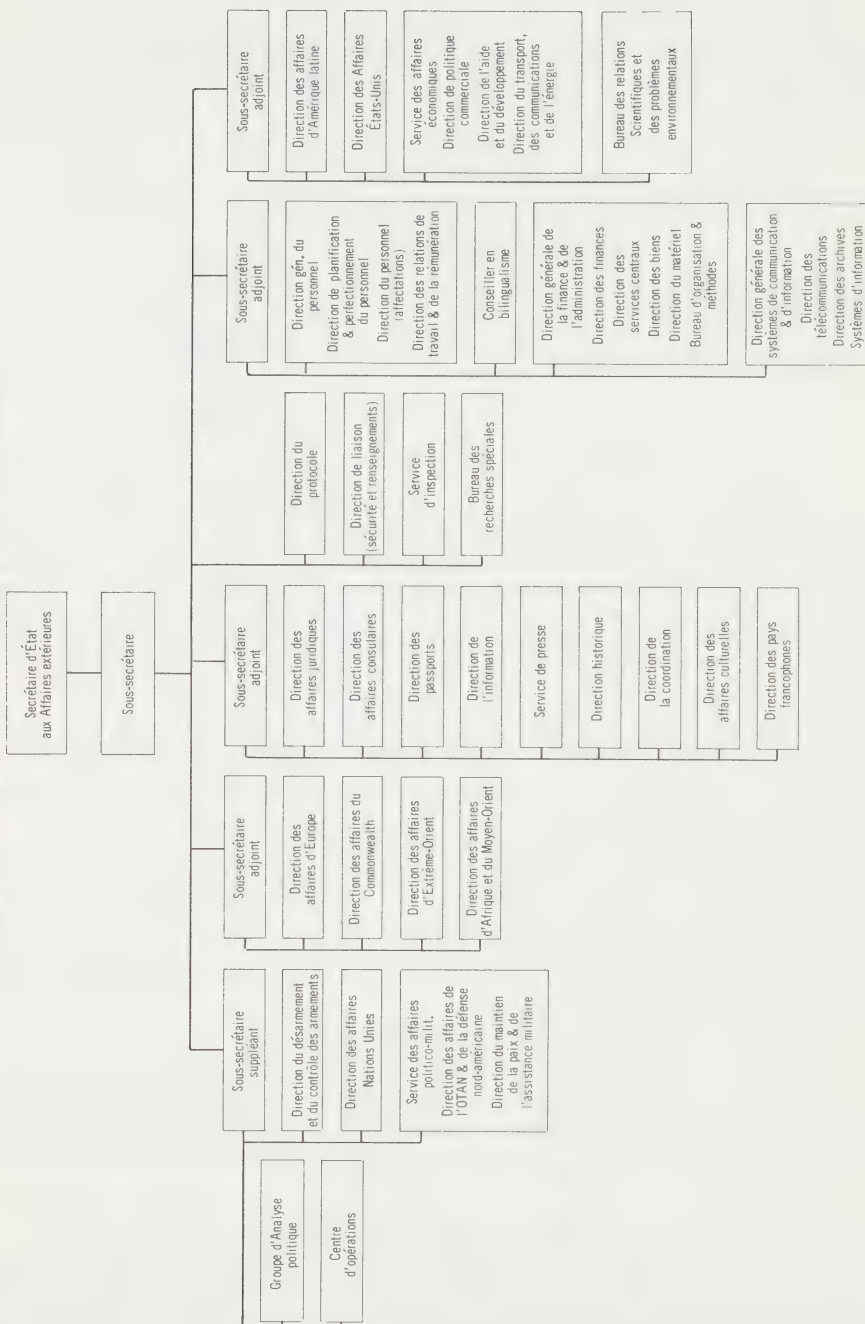 Secrétaire d'État
aux Affaires extérieures
Sous-secrétaire
Groupe d'Analyse
politique
Centre
d'opérations
Sous-secrétaire
suppléant
Direction du désarmement
et du contrôle des armements
Direction des affaires
Nations Unies
Service des affaires
politico-milit.
Direction des affaires de
l'OTAN & de la défense
nord-américaine
Direction du maintien
de la paix & de
l'assistance militaire
Sous-secrétaire
adjoint
Direction des
affaires d'Europe
Direction des affaires du
Commonwealth
Direction des affaires
d'Extrême-Orient
Direction des affaires
d'Afrique et du Moyen-Orient
Sous-secrétaire
adjoint
Direction des
affaires juridiques
Direction des
affaires consulaires
Direction des
passports
Direction de
l'information
Service de presse
Direction historique
Direction de
la coordination
Direction des
affaires culturelles
Direction des pays
francophones
Direction du
protocole
Direction de liaison
(sécurité et renseignements)
Service
d'inspection
Bureau des
recherches spéciales
Sous-secrétaire
adjoint
Direction gén. du
personnel
Direction de planification
& perfectionnement
du personnel
Direction du personnel
(affectations)
Direction des relations de
travail & de la rémunération
Conseiller en
bilingualisme
Direction générale de
la finance & de
l'administration
Direction des finances
Direction des
services centraux
Direction des biens
Direction du matériel
Bureau d'organisation &
méthodes
Direction générale des
systèmes de communication
& d'information
Direction des
télécommunications
Direction des archives
Systèmes d'information
Sous-secrétaire
adjoint
Direction des affaires
d'Amérique latine
Direction des Affaires
États-Unis
Service des affaires
économiques
Direction de politique
commerciale
Direction de l'aide
et du développement
Direction du transport,
des communications
et de l'énergie
Bureau des relations
Scientifiques et
des problèmes
environnementaux